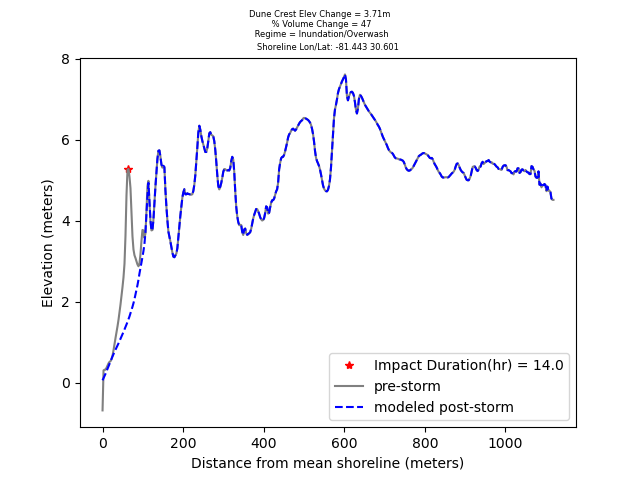 Dune Crest Elev Change = 3.71m
% Volume Change = 47
Regime = Inundation/Overwash
Shoreline Lon/Lat: -81.443 30.601
8
6
4
2
0
Elevation (meters)
Impact Duration(hr) = 14.0
pre-storm
modeled post-storm
0 200 400 600 800 1000
Distance from mean shoreline (meters)